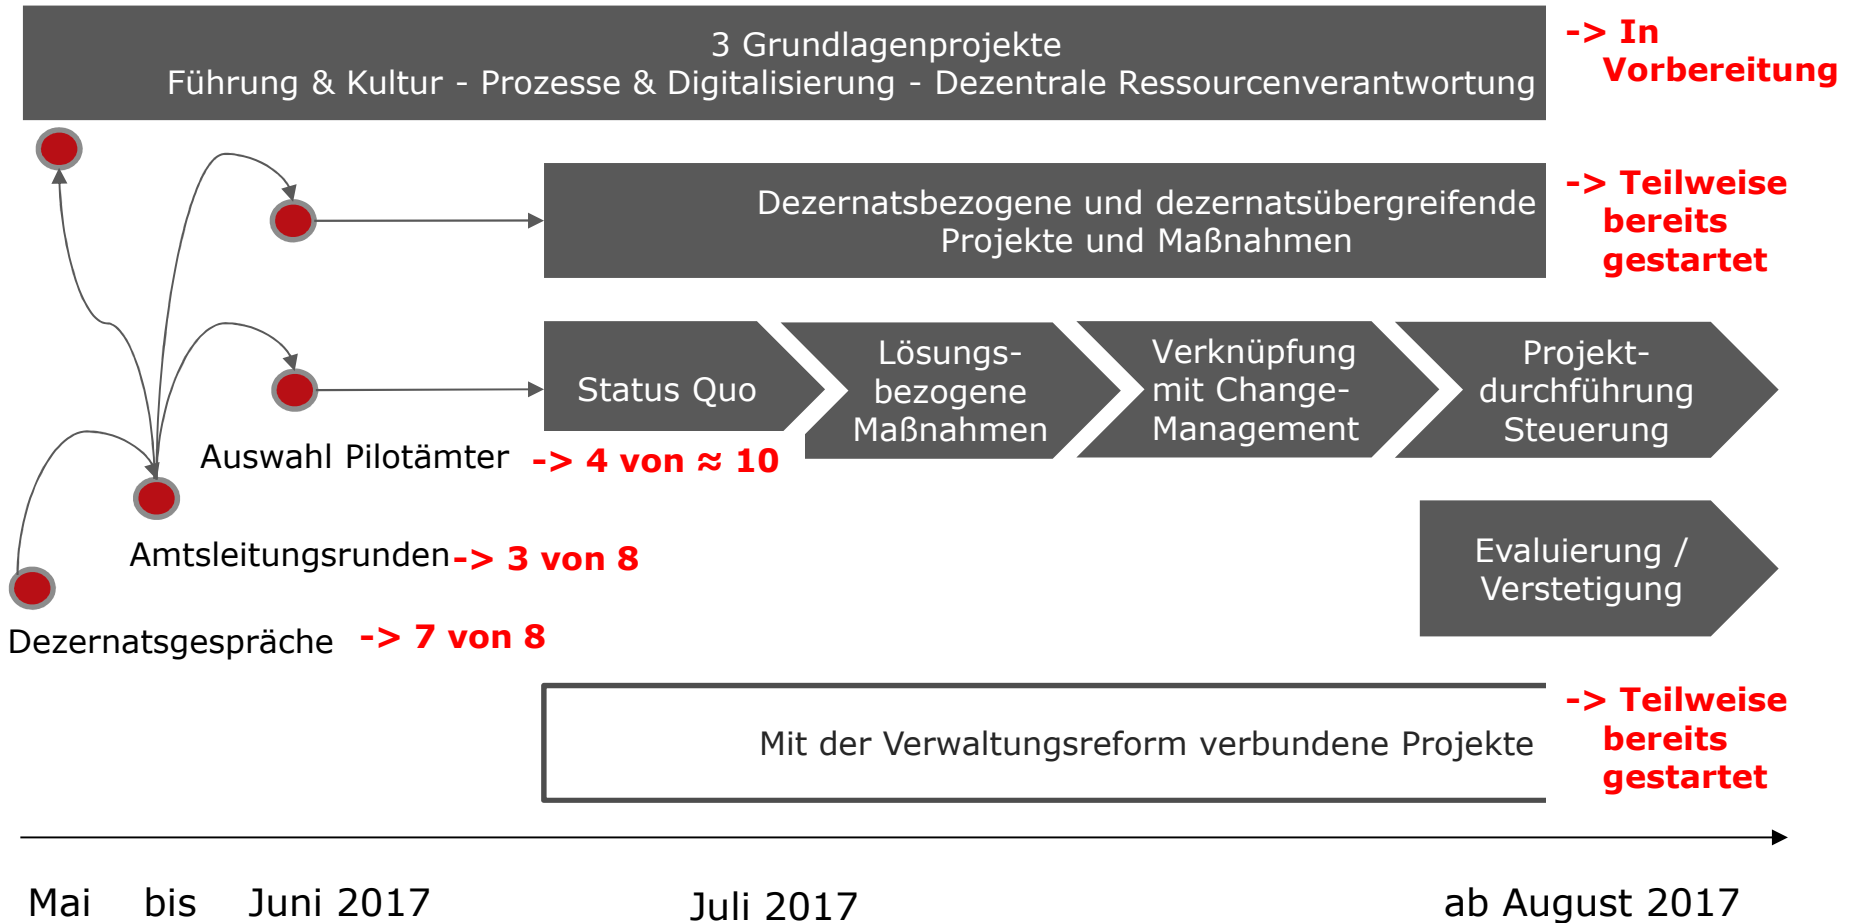 3 Grundlagenprojekte
Führung & Kultur - Prozesse & Digitalisierung - Dezentrale Ressourcenverantwortung
-> In
Vorbereitung
Dezernatsbezogene und dezernatsübergreifende
Projekte und Maßnahmen
-> Teilweise
bereits
gestartet
Status Quo
Lösungs-
bezogene
Maßnahmen
Verknüpfung
mit Change-
Management
Projekt-
durchführung
Steuerung
Auswahl Pilotämter -> 4 von ≈ 10
Amtsleitungsrunden -> 3 von 8
Dezernatsgespräche -> 7 von 8
Evaluierung /
Verstetigung
Mit der Verwaltungsreform verbundene Projekte
-> Teilweise
bereits
gestartet
Mai bis Juni 2017
Juli 2017
ab August 2017